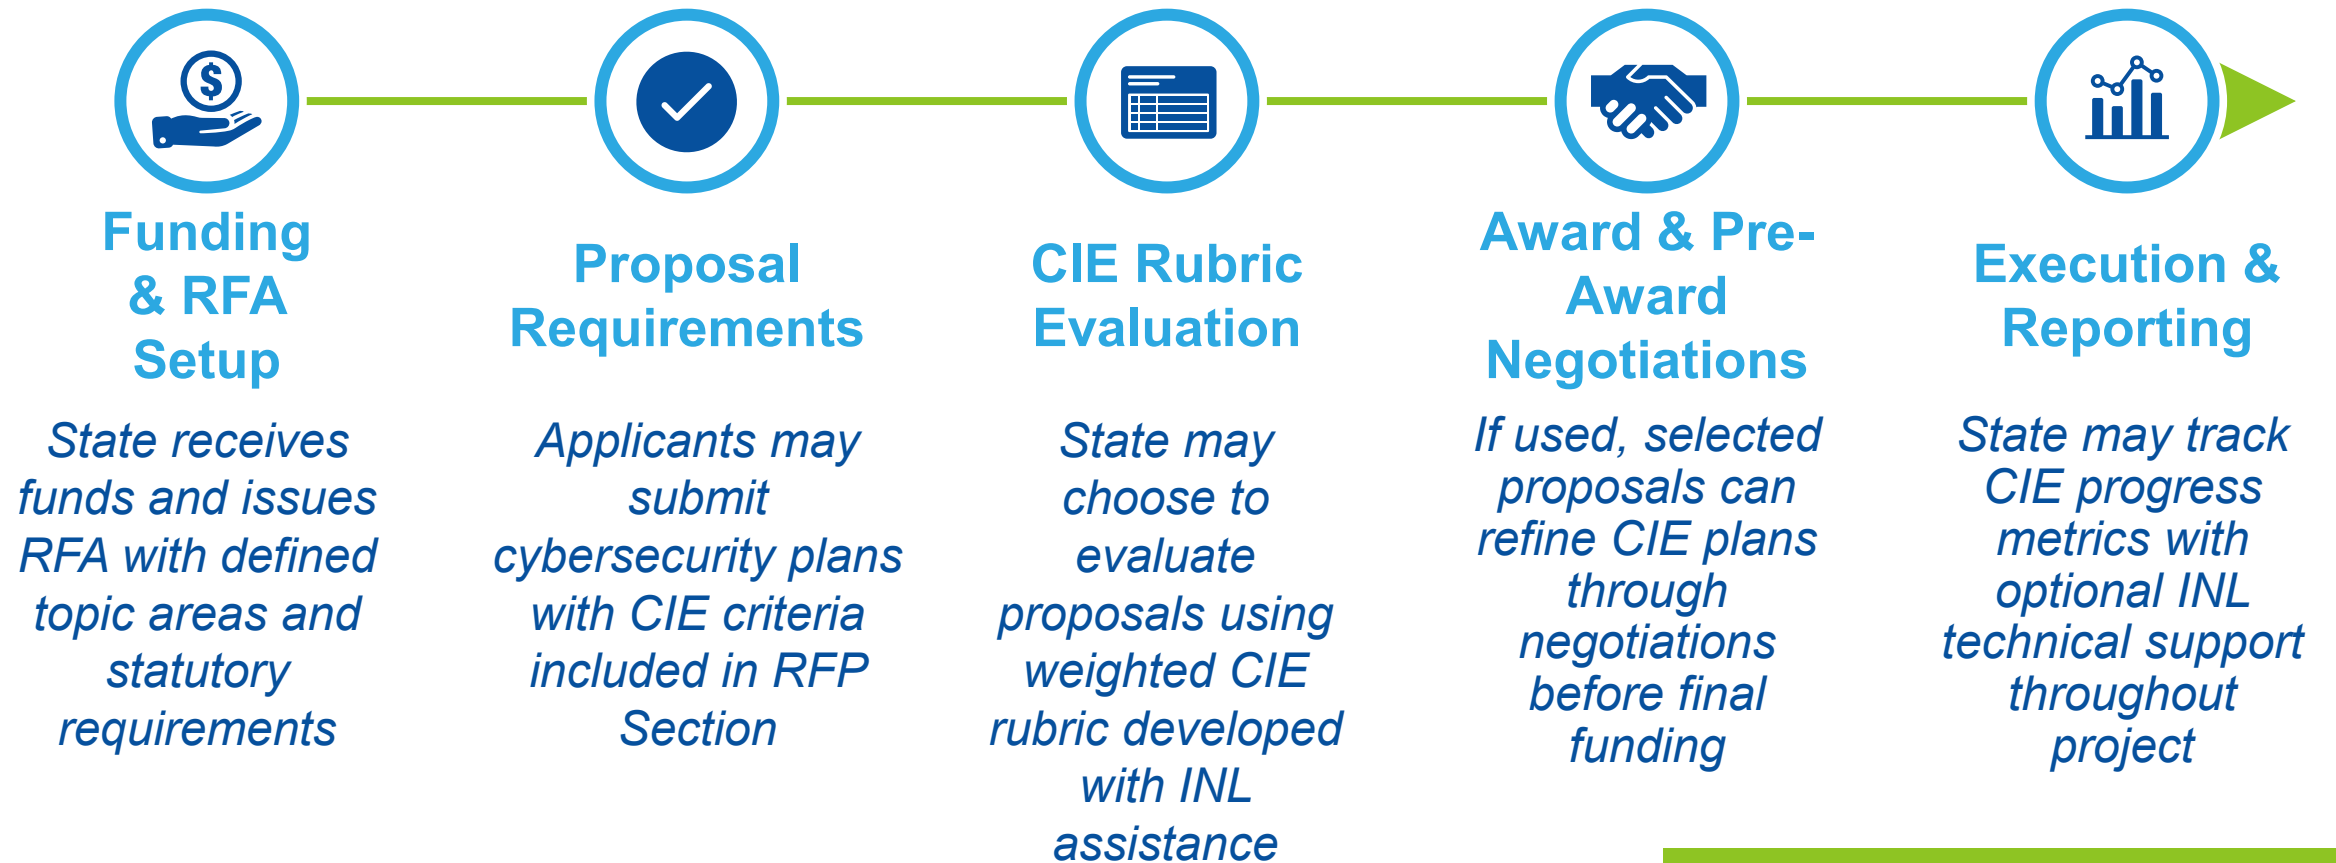 $
Funding
& RFA
Setup
State receives
funds and issues
RFA with defined
topic areas and
statutory
requirements
Proposal
Requirements
Applicants may
submit
cybersecurity plans
with CIE criteria
included in RFP
Section
CIE Rubric
Evaluation
State may
choose to
evaluate
proposals using
weighted CIE
rubric developed
with INL
assistance
Award & Pre-
Award
Negotiations
If used, selected
proposals can
refine CIE plans
through
negotiations
before final
funding
Execution &
Reporting
State may track
CIE progress
metrics with
optional INL
technical support
throughout
project